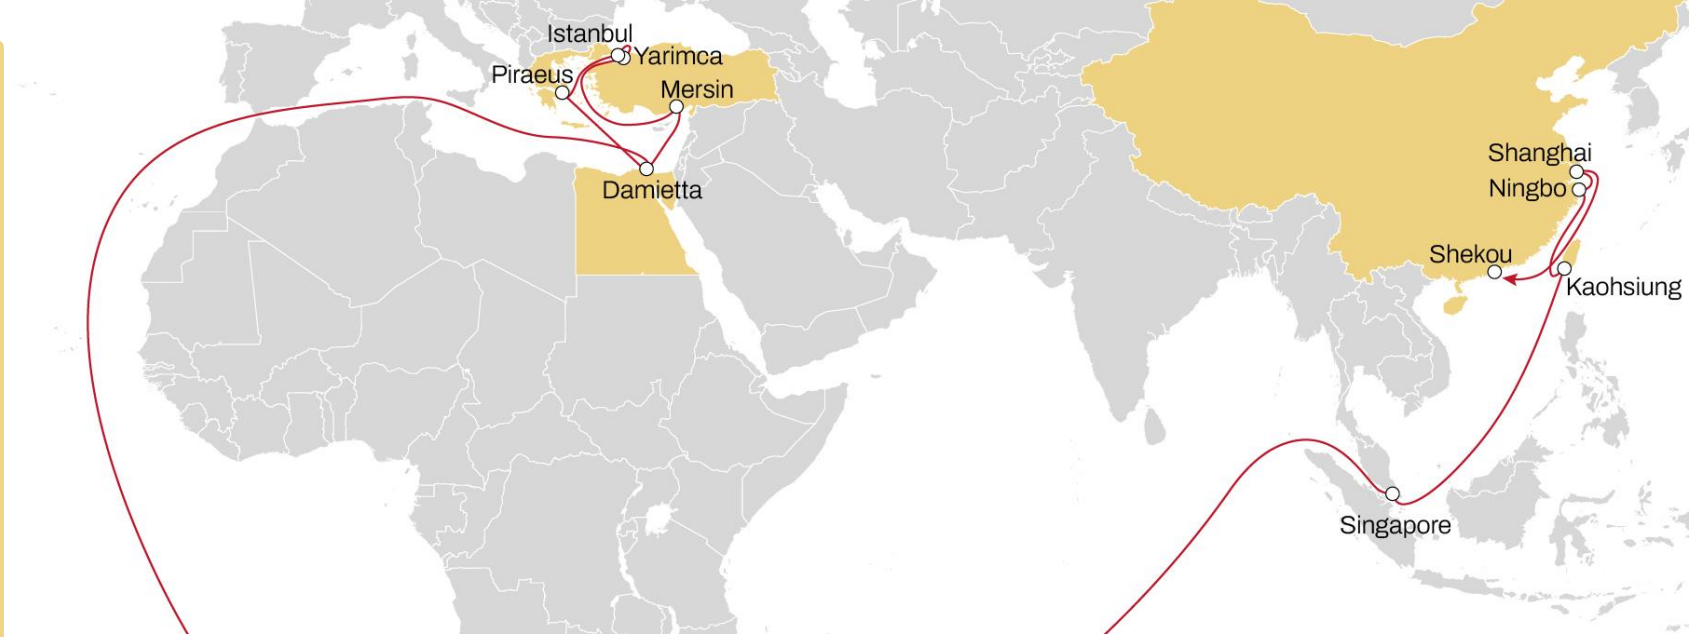 Istanbul
Yarimca
Piraeus
Mersin
Damietta
Shanghai
Ningbo
Shekou
Kaohsiung
Singapore